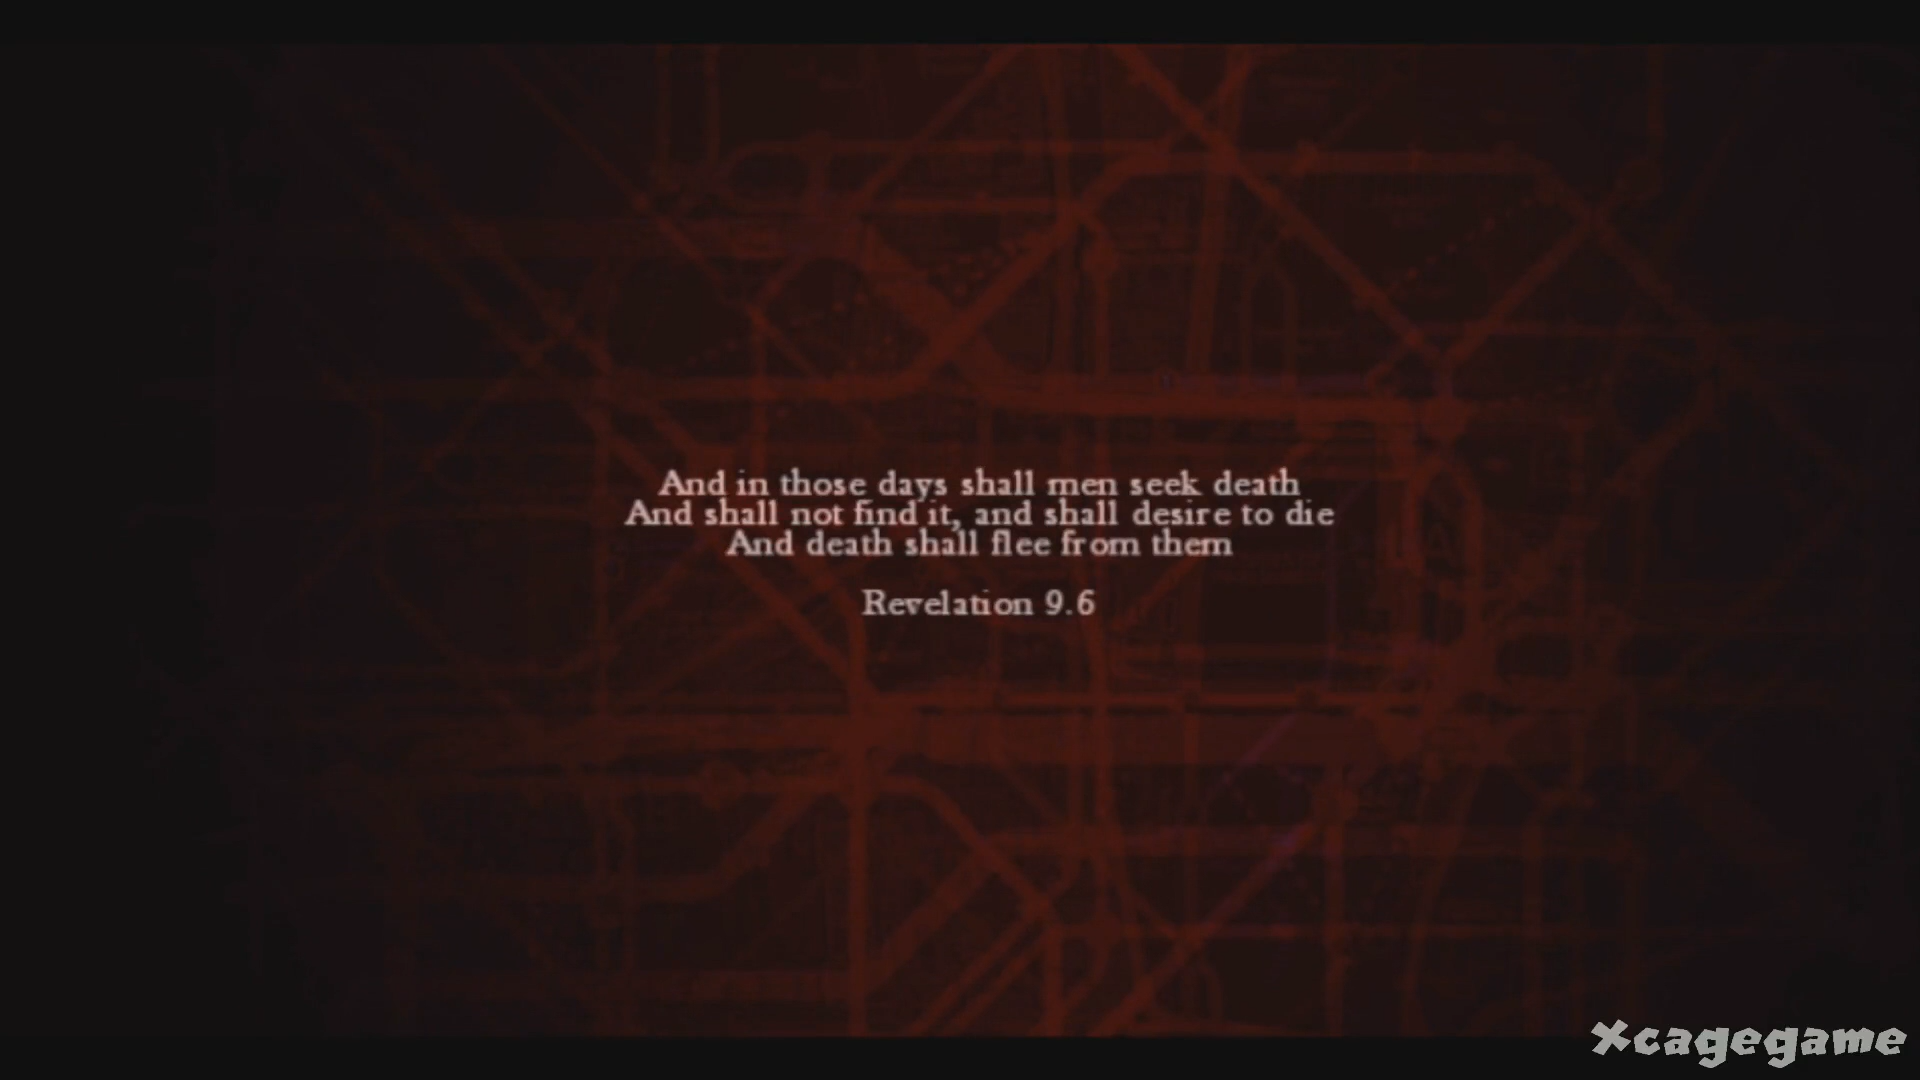 And in those days shall men seek death
And shall not find it, and shall desire to die
And death shall flee from them
Revelation 9.6
Xcagegame